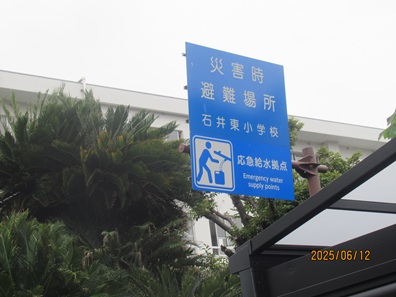 災害時
避難場所
石井東小学校
応急給水拠点
Emergency water
supply points
2025/06/12